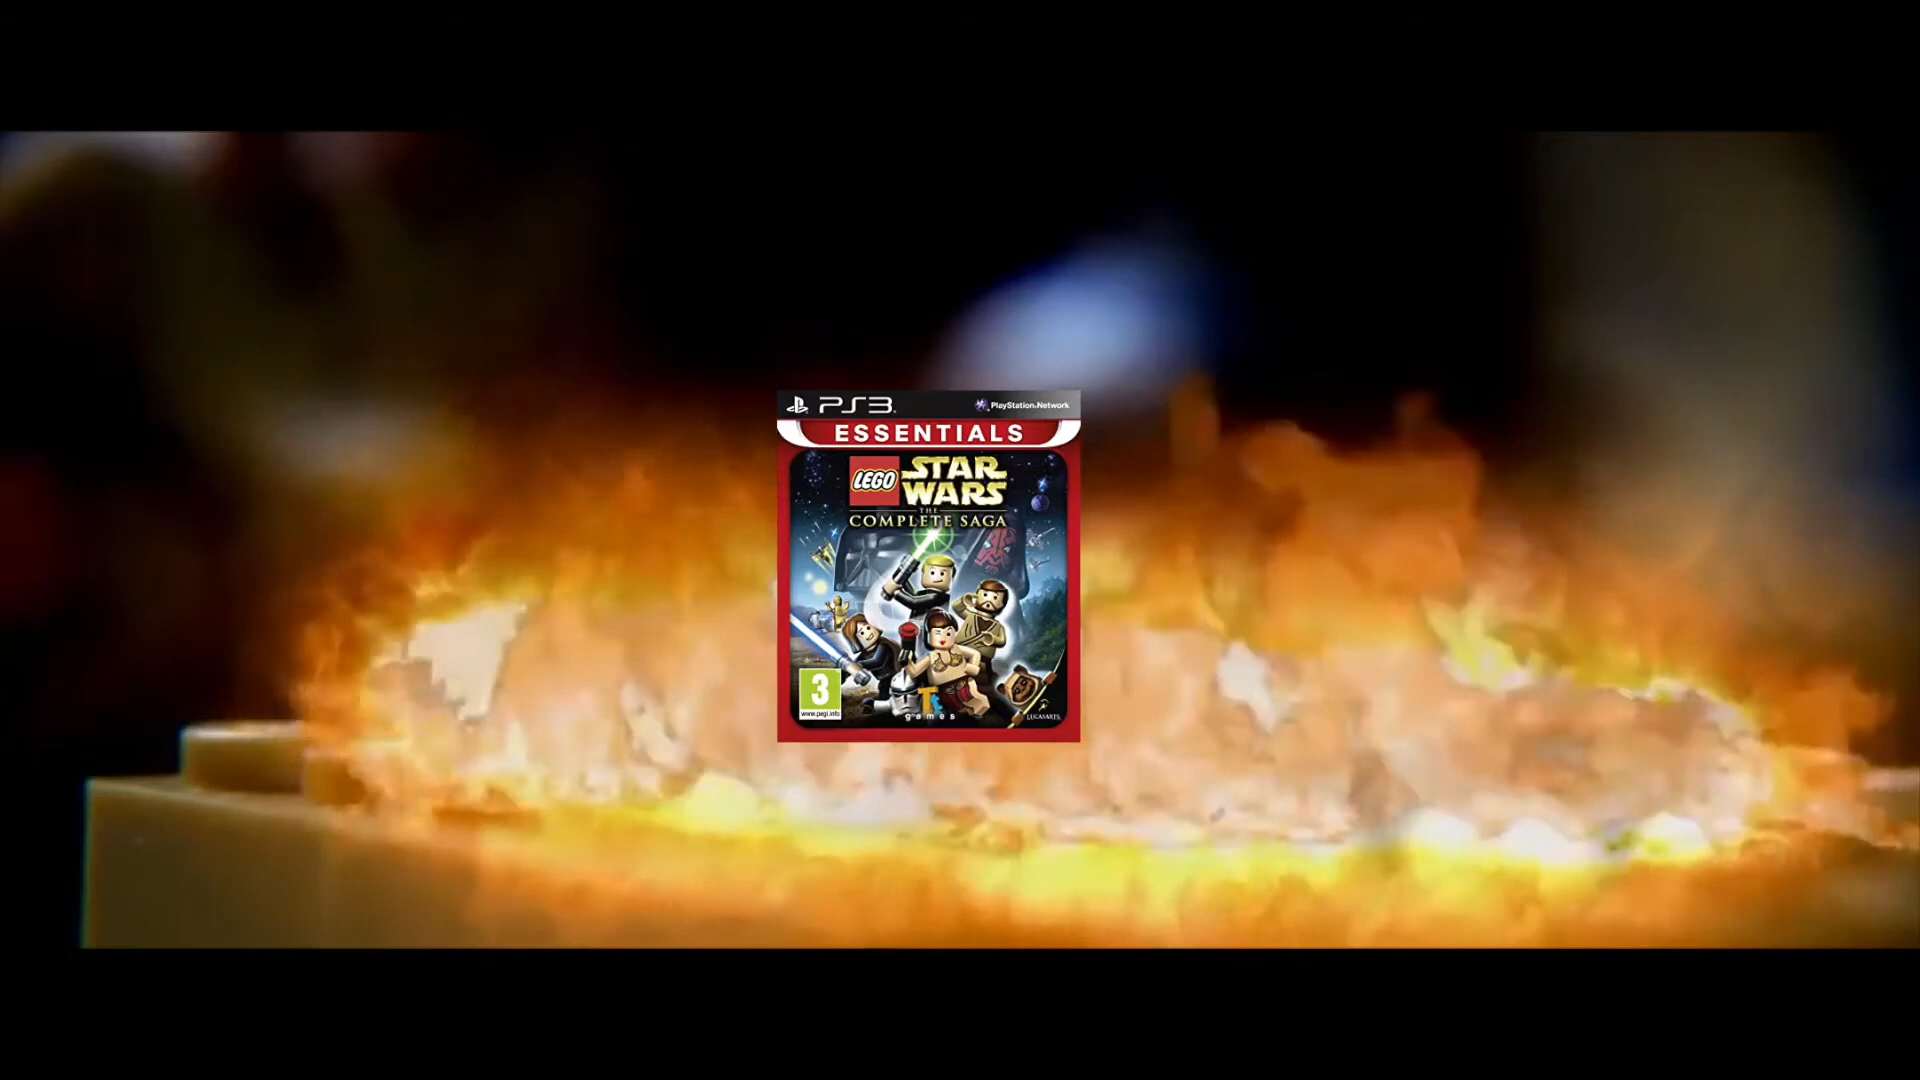 PS3
PlayStation Network
ESSENTIALS
LEGO
STAR
WARS
THE
COMPLETE SAGA
3
www.pegi.info
Tt
games
LUCASARTS